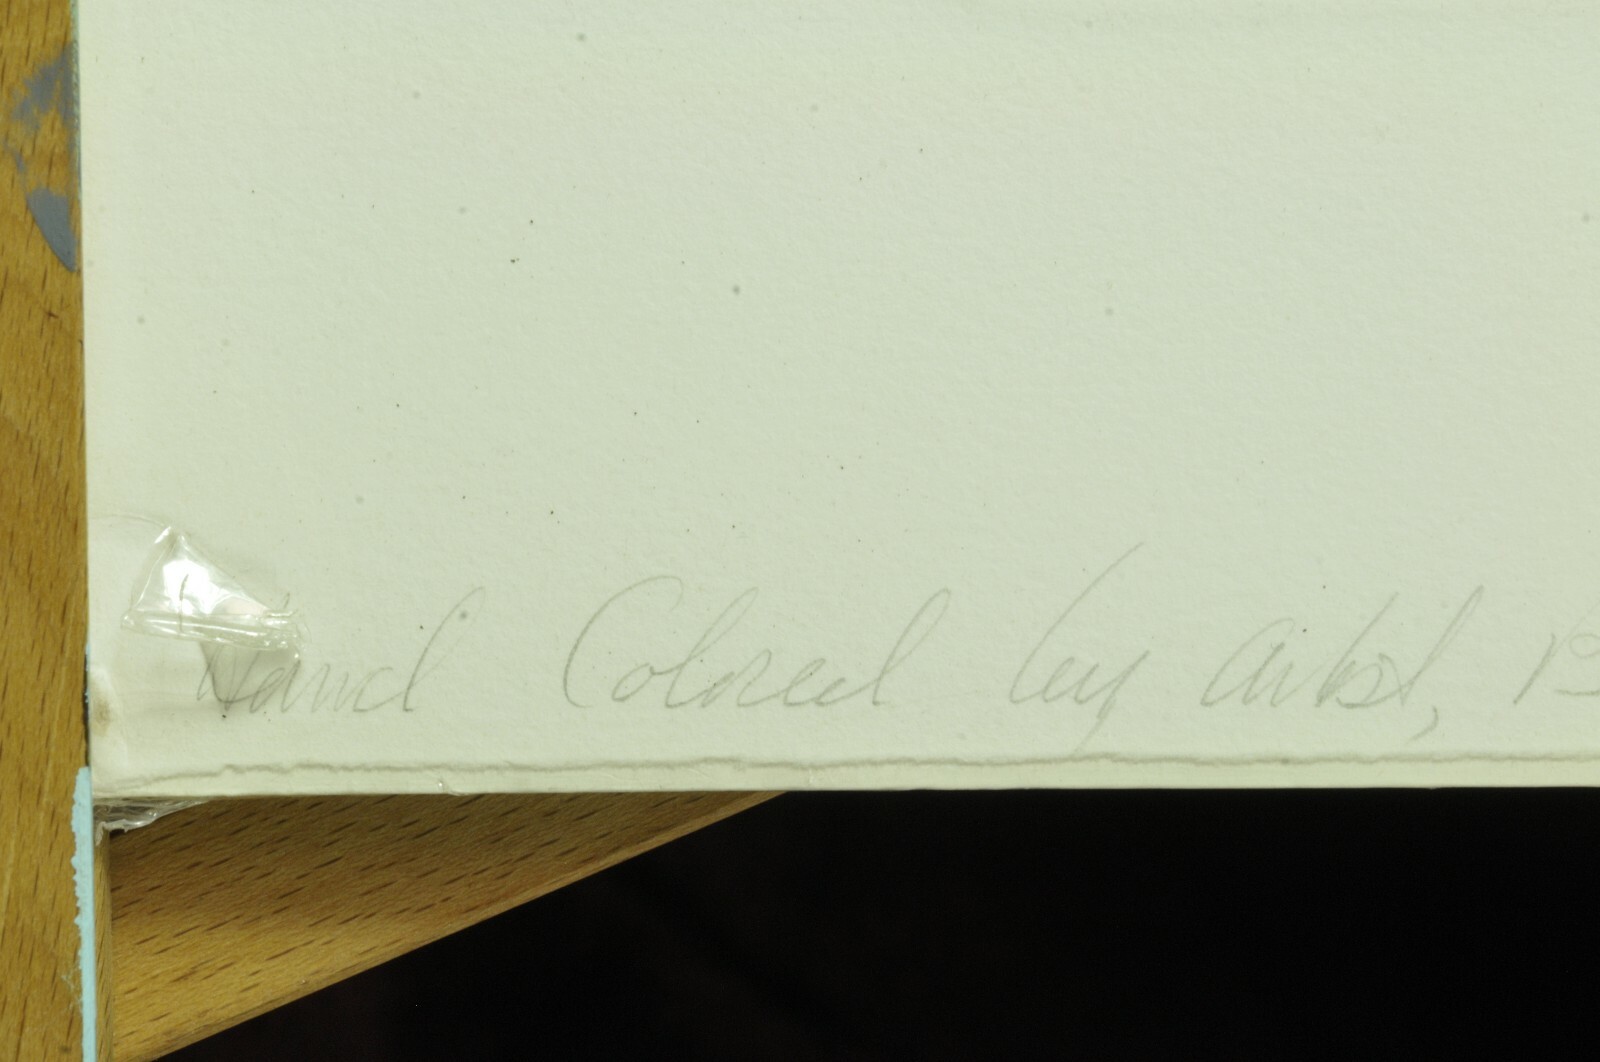 Hand Colored by Artist, B